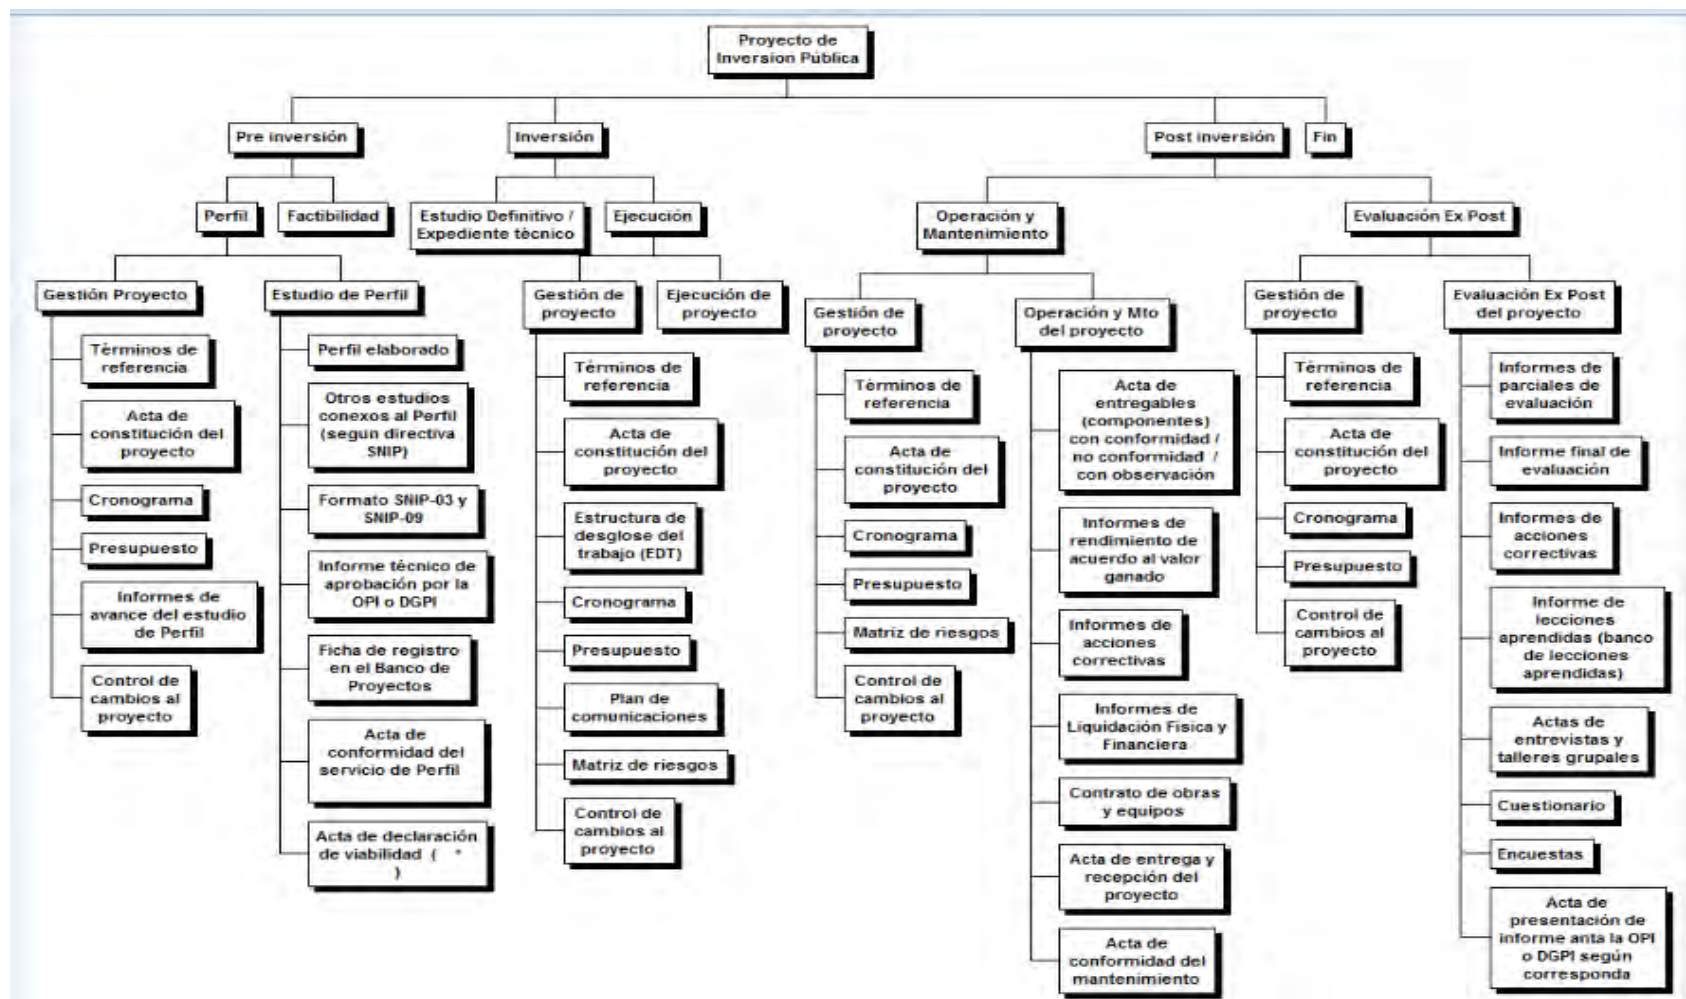 Proyecto de
Inversion Pública
Pre inversión
Inversión
Post inversión
Fin
Perfil
Factibilidad
Estudio Definitivo /
Expediente técnico
Ejecución
Operación y
Mantenimiento
Evaluación Ex Post
Gestión Proyecto
Términos de
referencia
Acta de
constitución del
proyecto
Cronograma
Presupuesto
Informes de
avance del estudio
de Perfil
Control de
cambios al
proyecto
Estudio de Perfil
Perfil elaborado
Otros estudios
conexos al Perfil
(segun directiva
SNIP)
Formato SNIP-03 y
SNIP-09
Informe técnico de
aprobación por la
OPI o DGPI
Ficha de registro
en el Banco de
Proyectos
Acta de
conformidad del
servicio de Perfil
Acta de declaración
de viabilidad ( *
)
Gestión de
proyecto
Términos de
referencia
Acta de
constitución del
proyecto
Estructura de
desglose del
trabajo (EDT)
Cronograma
Presupuesto
Plan de
comunicaciones
Matriz de riesgos
Control de
cambios al
proyecto
Ejecución de
proyecto
Gestión de
proyecto
Términos de
referencia
Acta de
constitución del
proyecto
Cronograma
Presupuesto
Matriz de riesgos
Control de
cambios al
proyecto
Operación y Mto
del proyecto
Acta de
entregables
(componentes)
con conformidad /
no conformidad /
con observación
Informes de
rendimiento de
acuerdo al valor
ganado
Informes de
acciones
correctivas
Informes de
Liquidación Física y
Financiera
Contrato de obras
y equipos
Acta de entrega y
recepción del
proyecto
Acta de
conformidad del
mantenimiento
Gestión de
proyecto
Términos de
referencia
Acta de
constitución del
proyecto
Cronograma
Presupuesto
Control de
cambios al
proyecto
Evaluación Ex Post
del proyecto
Informes de
parciales de
evaluación
Informe final de
evaluación
Informes de
acciones
correctivas
Informe de
lecciones
aprendidas (banco
de lecciones
aprendidas)
Actas de
entrevistas y
talleres grupales
Cuestionario
Encuestas
Acta de
presentación de
informe anta la OPI
o DGPI según
corresponda